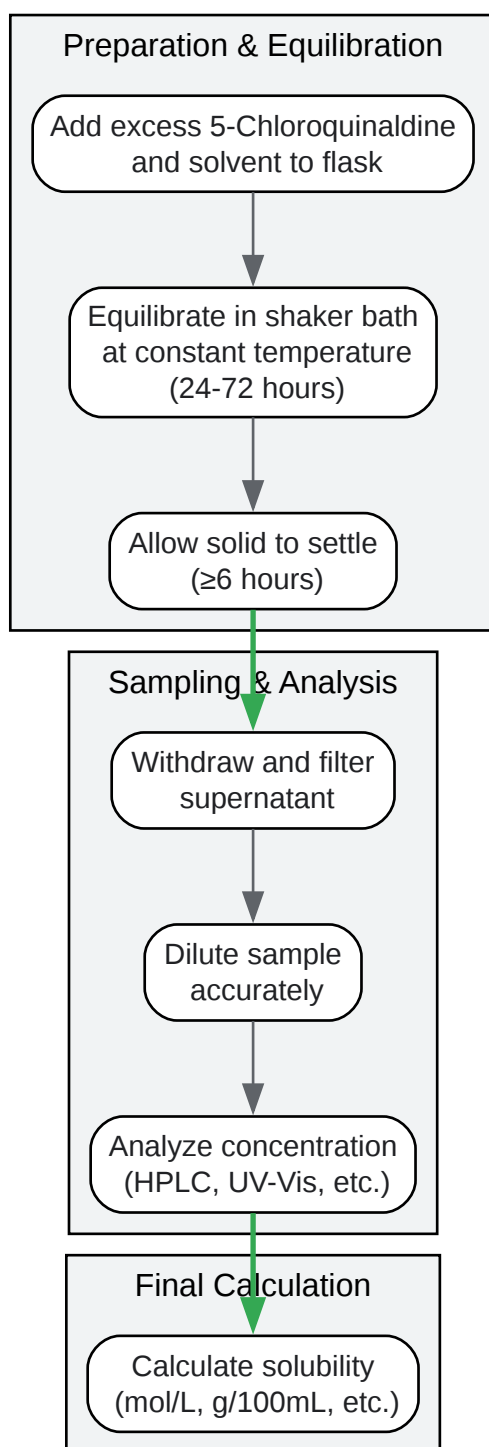 Preparation & Equilibration
Add excess 5-Chloroquinaldine
and solvent to flask
Equilibrate in shaker bath
at constant temperature
(24-72 hours)
Allow solid to settle
(≥6 hours)
Sampling & Analysis
Withdraw and filter
supernatant
Dilute sample
accurately
Analyze concentration
(HPLC, UV-Vis, etc.)
Final Calculation
Calculate solubility
(mol/L, g/100mL, etc.)